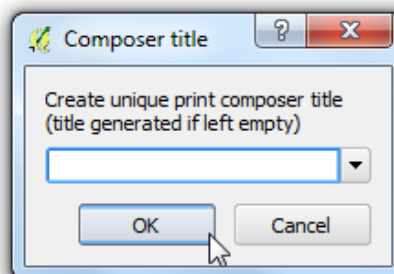 Composer title
Create unique print composer title
(title generated if left empty)
OK
Cancel